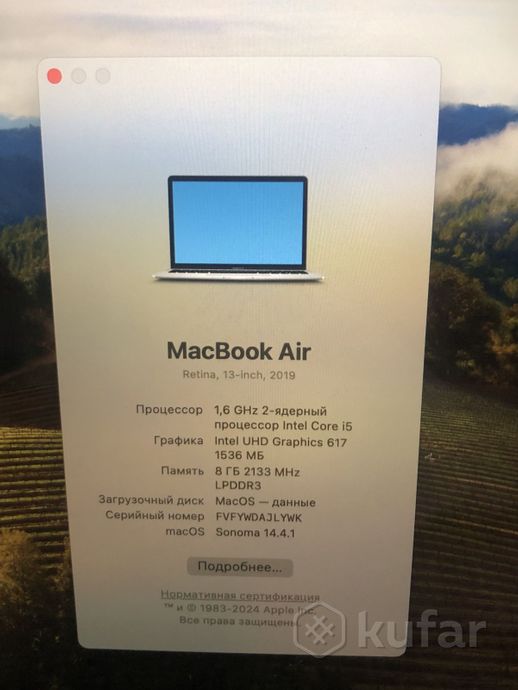 MacBook Air
Retina, 13-inch, 2019
Процессор 1,6 GHz 2-ядерный
процессор Intel Core i5
Графика Intel UHD Graphics 617
1536 МБ
Память 8 ГБ 2133 MHz
LPDDR3
Загрузочный диск MacOS — данные
Серийный номер FVFYWDAJLYWK
macOS Sonoma 14.4.1
Подробнее...
Нормативная сертификация
™ и © 1983-2024 Apple Inc.
Все права защищены.
kufar